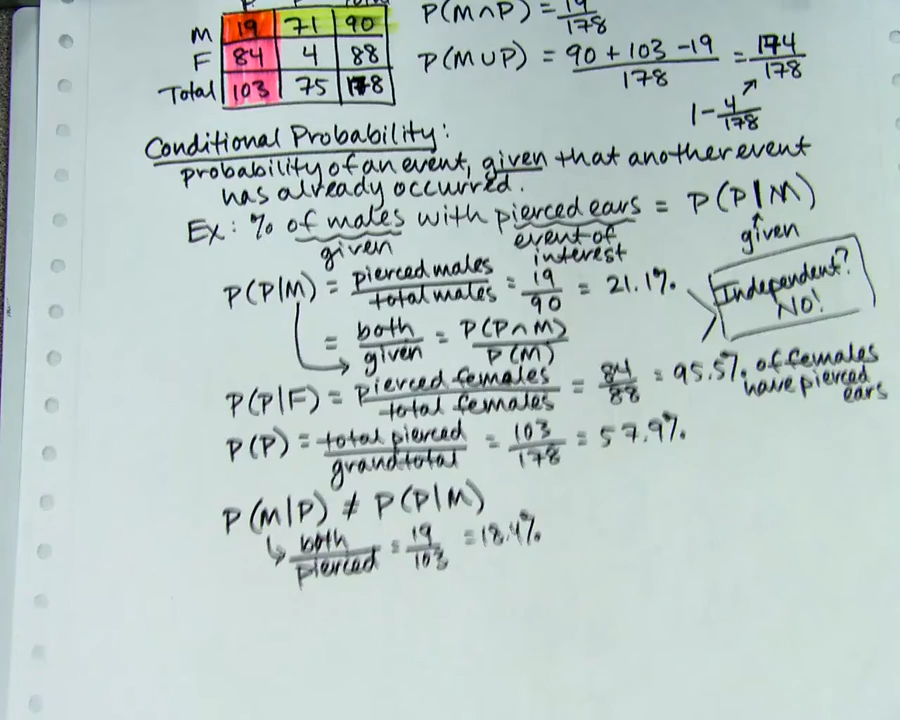 P P Total
M 19 71 90
F 84 4 88
Total 103 75 178
P(M∩P) = 19/178
P(M∪P) = (90 + 103 - 19)/178 = 174/178
1 - 4/178
Conditional Probability:
probability of an event, given that another event
has already occurred.
Ex: % of males with pierced ears = P(P|M)
given event of interest given
P(P|M) = pierced males/total males = 19/90 = 21.1%
Independent?
NO!
= both/given = P(P∩M)/P(M)
P(P|F) = pierced females/total females = 84/88 = 95.5% of females have pierced ears
P(P) = total pierced/grand total = 103/178 = 57.9%
P(M|P) ≠ P(P|M)
both/pierced = 19/103 = 18.4%